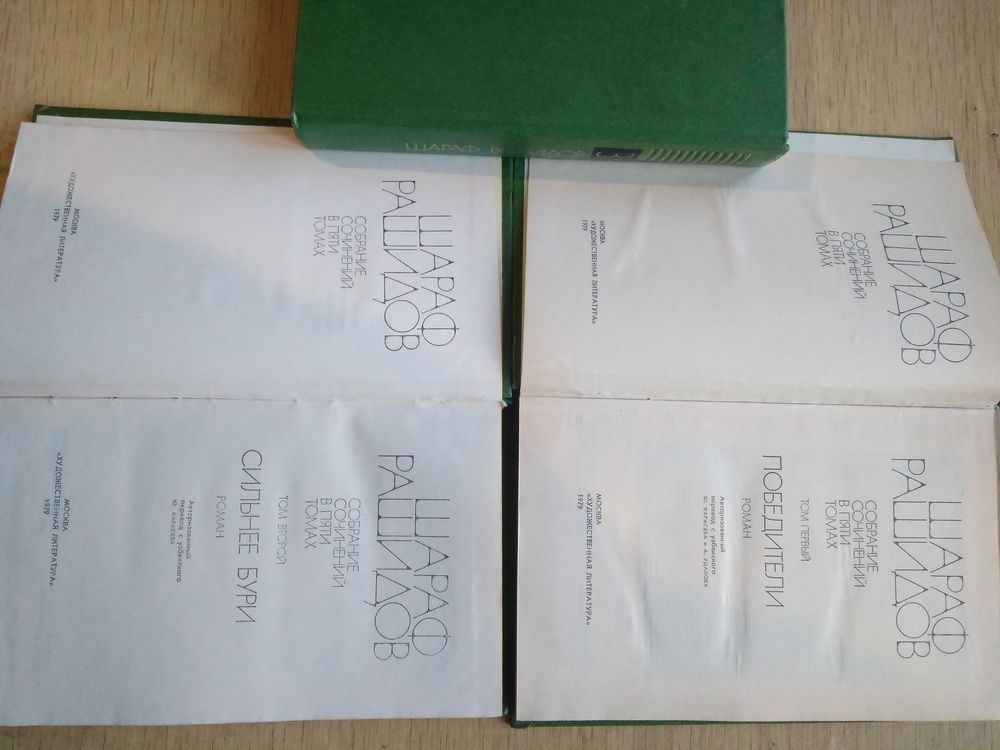 ШАРАФ РАШИДОВ 3
ШАРАФ
РАШИДОВ
СОБРАНИЕ
СОЧИНЕНИЙ
В ПЯТИ
ТОМАХ
МОСКВА
«ХУДОЖЕСТВЕННАЯ ЛИТЕРАТУРА»
1979
ШАРАФ
РАШИДОВ
СОБРАНИЕ
СОЧИНЕНИЙ
В ПЯТИ
ТОМАХ
ТОМ ПЕРВЫЙ
ПОБЕДИТЕЛИ
РОМАН
Авторизованный
перевод с узбекского
Ю. КАРАСЕВА и А. УДАЛОВА
МОСКВА
«ХУДОЖЕСТВЕННАЯ ЛИТЕРАТУРА»
1979
ШАРАФ
РАШИДОВ
СОБРАНИЕ
СОЧИНЕНИЙ
В ПЯТИ
ТОМАХ
МОСКВА
«ХУДОЖЕСТВЕННАЯ ЛИТЕРАТУРА»
1979
ШАРАФ
РАШИДОВ
СОБРАНИЕ
СОЧИНЕНИЙ
В ПЯТИ
ТОМАХ
ТОМ ВТОРОЙ
СИЛЬНЕЕ БУРИ
РОМАН
Авторизованный
перевод с узбекского
Ю. КАРАСЕВА
МОСКВА
«ХУДОЖЕСТВЕННАЯ ЛИТЕРАТУРА»
1979